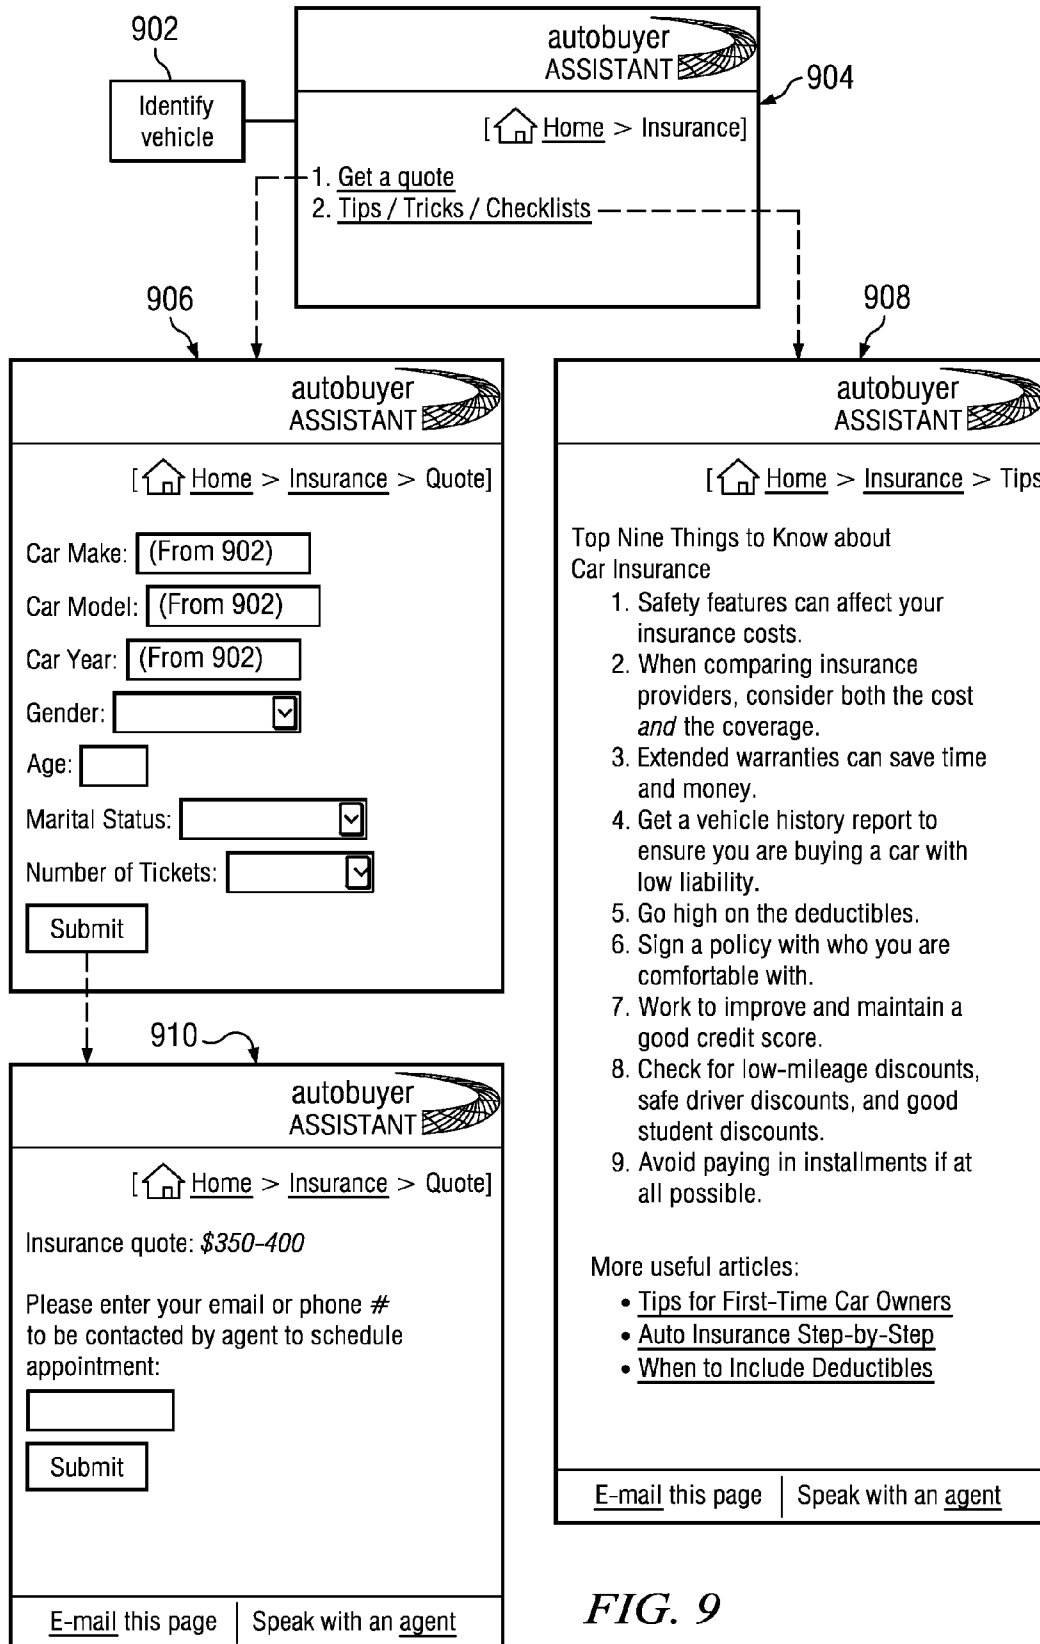 902
Identify
vehicle
autobuyer
ASSISTANT
904
[Home > Insurance]
1. Get a quote
2. Tips / Tricks / Checklists
906
autobuyer
ASSISTANT
[Home > Insurance > Quote]
Car Make: (From 902)
Car Model: (From 902)
Car Year: (From 902)
Gender:
Age:
Marital Status:
Number of Tickets:
Submit
908
autobuyer
ASSISTANT
[Home > Insurance > Tips
Top Nine Things to Know about
Car Insurance
1. Safety features can affect your
insurance costs.
2. When comparing insurance
providers, consider both the cost
and the coverage.
3. Extended warranties can save time
and money.
4. Get a vehicle history report to
ensure you are buying a car with
low liability.
5. Go high on the deductibles.
6. Sign a policy with who you are
comfortable with.
7. Work to improve and maintain a
good credit score.
8. Check for low-mileage discounts,
safe driver discounts, and good
student discounts.
9. Avoid paying in installments if at
all possible.
More useful articles:
• Tips for First-Time Car Owners
• Auto Insurance Step-by-Step
• When to Include Deductibles
E-mail this page | Speak with an agent
910
autobuyer
ASSISTANT
[Home > Insurance > Quote]
Insurance quote: $350-400
Please enter your email or phone #
to be contacted by agent to schedule
appointment:
Submit
E-mail this page | Speak with an agent
FIG. 9